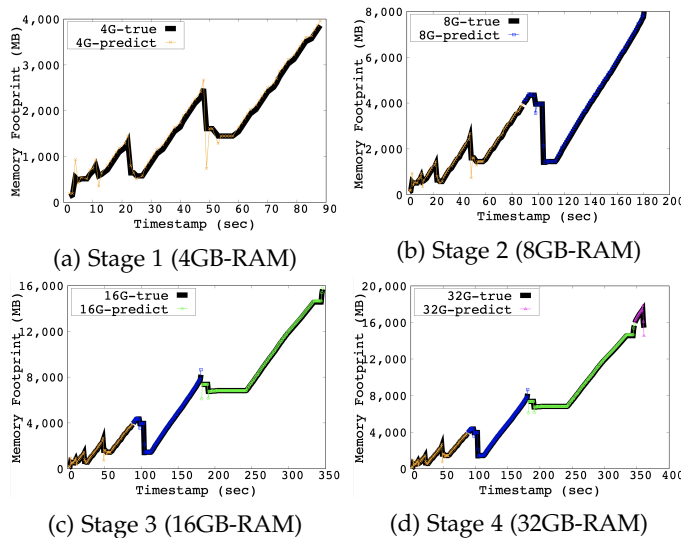 4,000
3,000
2,000
1,000
0
Memory Footprint (MB)
4G-true
4G-predict
0 10 20 30 40 50 60 70 80 90
Timestamp (sec)
(a) Stage 1 (4GB-RAM)
8,000
6,000
4,000
2,000
0
Memory Footprint (MB)
8G-true
8G-predict
0 20 40 60 80 100 120 140 160 180 200
Timestamp (sec)
(b) Stage 2 (8GB-RAM)
16,000
12,000
8,000
4,000
0
Memory Footprint (MB)
16G-true
16G-predict
0 50 100 150 200 250 300 350
Timestamp (sec)
(c) Stage 3 (16GB-RAM)
20,000
16,000
12,000
8,000
4,000
0
Memory Footprint (MB)
32G-true
32G-predict
0 50 100 150 200 250 300 350 400
Timestamp (sec)
(d) Stage 4 (32GB-RAM)